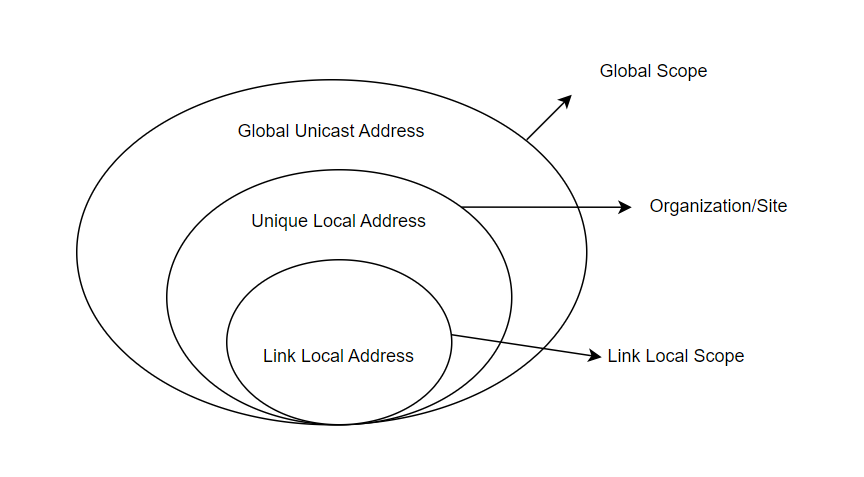 Global Scope
Global Unicast Address
Organization/Site
Unique Local Address
Link Local Address
Link Local Scope